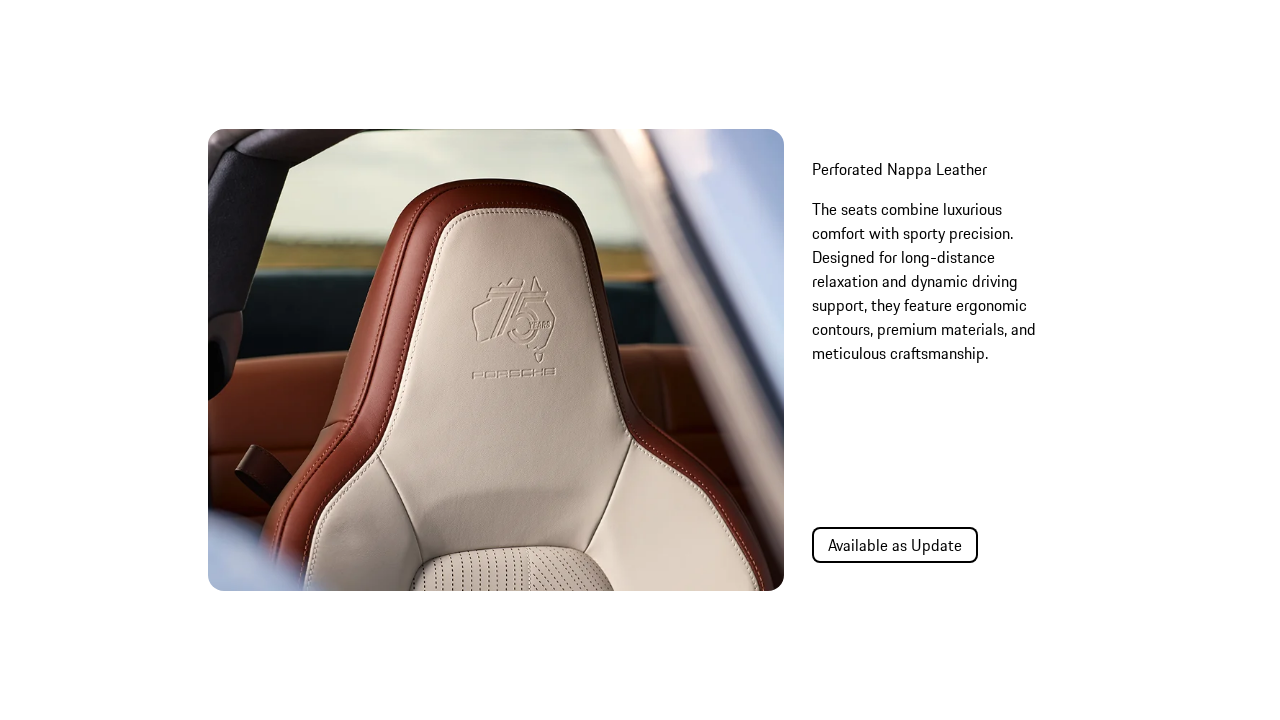 75
YEARS
PORSCHE
Perforated Nappa Leather
The seats combine luxurious
comfort with sporty precision.
Designed for long-distance
relaxation and dynamic driving
support, they feature ergonomic
contours, premium materials, and
meticulous craftsmanship.
Available as Update